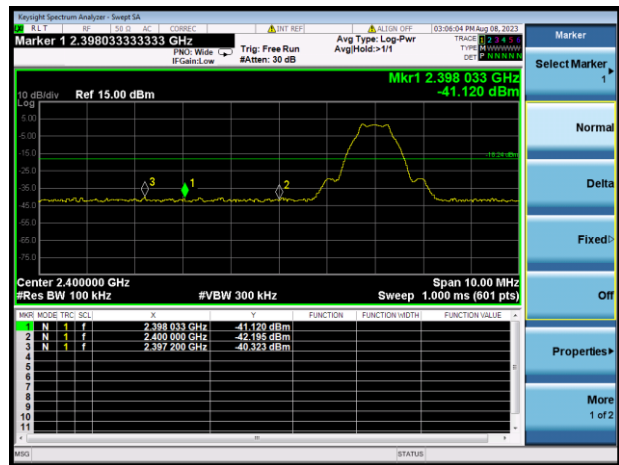 Keysight Spectrum Analyzer - Swept SA
RLT RF 50 Ω AC CORREC INT REF ALIGN OFF 03:06:04 PM Aug 08, 2023
Marker 1 2.398033333333 GHz
PNO: Wide
IFGain:Low
Trig: Free Run
#Atten: 30 dB
Avg Type: Log-Pwr
Avg|Hold:>1/1
TRACE 1 2 3 4 5 6
TYPE M W W W W W
DET P N N N N N
Mkr1 2.398 033 GHz
-41.120 dBm
10 dB/div Ref 15.00 dBm
Log
5.00
-5.00
-15.0
-18.24 dBm
-25.0
-35.0
3
1
2
-45.0
-55.0
-65.0
-75.0
Center 2.400000 GHz Span 10.00 MHz
#Res BW 100 kHz #VBW 300 kHz Sweep 1.000 ms (601 pts)
MKR MODE TRC SCL X Y FUNCTION FUNCTION WIDTH FUNCTION VALUE
1 N 1 f 2.398 033 GHz -41.120 dBm
2 N 1 f 2.400 000 GHz -42.195 dBm
3 N 1 f 2.397 200 GHz -40.323 dBm
4
5
6
7
8
9
10
11
MSG STATUS
Marker
Select Marker
1
Normal
Delta
Fixed
Off
Properties
More
1 of 2